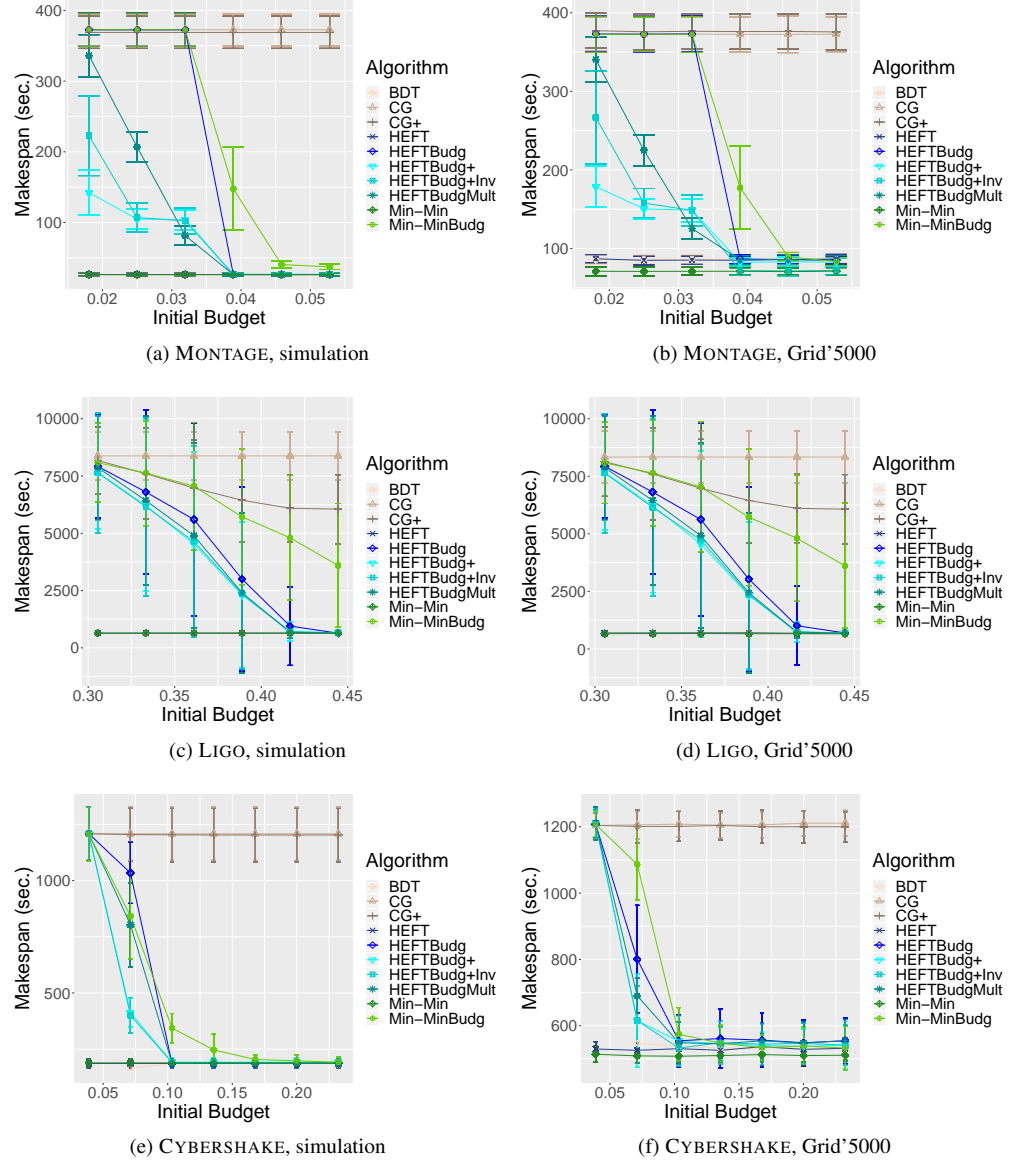 400
300
200
100
0.02
0.03
0.04
0.05
Makespan (sec.)
Initial Budget
Algorithm
BDT
CG
CG+
HEFT
HEFTBudg
HEFTBudg+
HEFTBudg+Inv
HEFTBudgMult
Min−Min
Min−MinBudg
(a) MONTAGE, simulation
400
300
200
100
0.02
0.03
0.04
0.05
Makespan (sec.)
Initial Budget
Algorithm
BDT
CG
CG+
HEFT
HEFTBudg
HEFTBudg+
HEFTBudg+Inv
HEFTBudgMult
Min−Min
Min−MinBudg
(b) MONTAGE, Grid'5000
10000
7500
5000
2500
0
0.30
0.35
0.40
0.45
Makespan (sec.)
Initial Budget
Algorithm
BDT
CG
CG+
HEFT
HEFTBudg
HEFTBudg+
HEFTBudg+Inv
HEFTBudgMult
Min−Min
Min−MinBudg
(c) LIGO, simulation
10000
7500
5000
2500
0
0.30
0.35
0.40
0.45
Makespan (sec.)
Initial Budget
Algorithm
BDT
CG
CG+
HEFT
HEFTBudg
HEFTBudg+
HEFTBudg+Inv
HEFTBudgMult
Min−Min
Min−MinBudg
(d) LIGO, Grid'5000
1000
500
0.05
0.10
0.15
0.20
Makespan (sec.)
Initial Budget
Algorithm
BDT
CG
CG+
HEFT
HEFTBudg
HEFTBudg+
HEFTBudg+Inv
HEFTBudgMult
Min−Min
Min−MinBudg
(e) CYBERSHAKE, simulation
1200
1000
800
600
0.05
0.10
0.15
0.20
Makespan (sec.)
Initial Budget
Algorithm
BDT
CG
CG+
HEFT
HEFTBudg
HEFTBudg+
HEFTBudg+Inv
HEFTBudgMult
Min−Min
Min−MinBudg
(f) CYBERSHAKE, Grid'5000